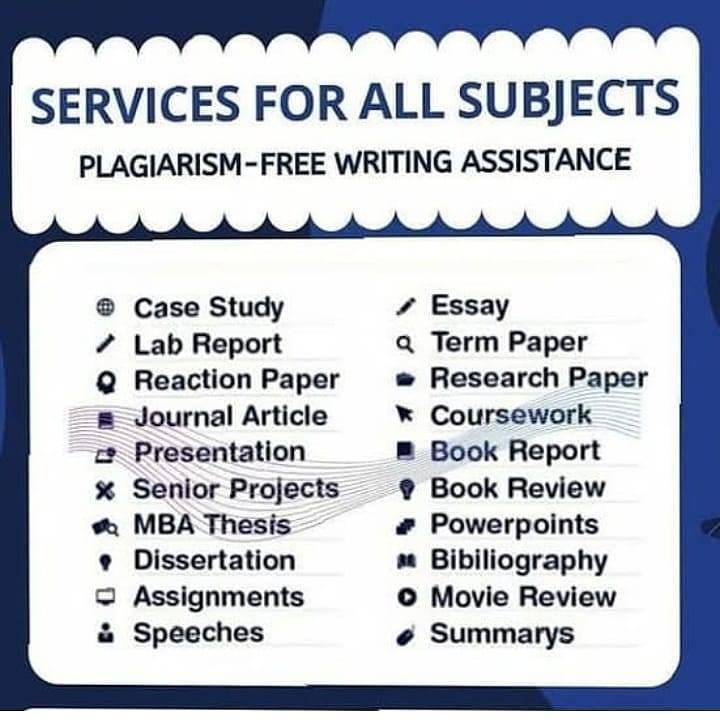 SERVICES FOR ALL SUBJECTS
PLAGIARISM-FREE WRITING ASSISTANCE
Case Study
Lab Report
Reaction Paper
Journal Article
Presentation
Senior Projects
MBA Thesis
Dissertation
Assignments
Speeches
Essay
Term Paper
Research Paper
Coursework
Book Report
Book Review
Powerpoints
Bibiliography
Movie Review
Summarys